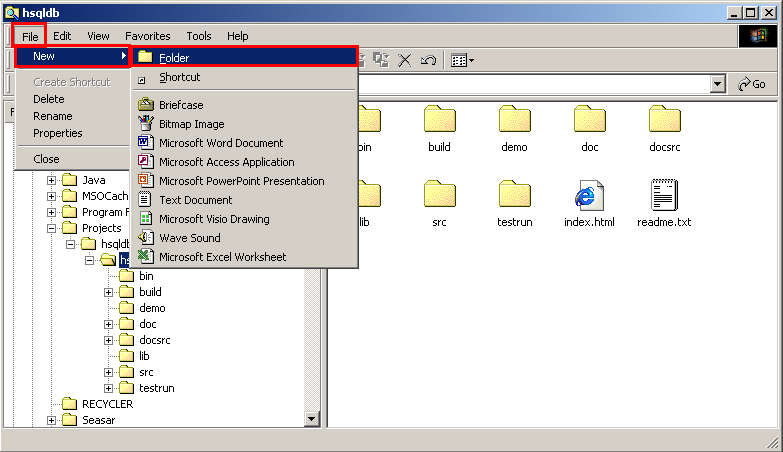 hsqldb
File Edit View Favorites Tools Help
New
Create Shortcut
Delete
Rename
Properties
Close
Folder
Shortcut
Briefcase
Bitmap Image
Microsoft Word Document
Microsoft Access Application
Microsoft PowerPoint Presentation
Text Document
Microsoft Visio Drawing
Wave Sound
Microsoft Excel Worksheet
Go
Java
MSOCach
Program F
Projects
hsqldb
bin
build
demo
doc
docsrc
lib
src
testrun
RECYCLER
Seasar
bin build demo doc docsrc
lib src testrun index.html readme.txt